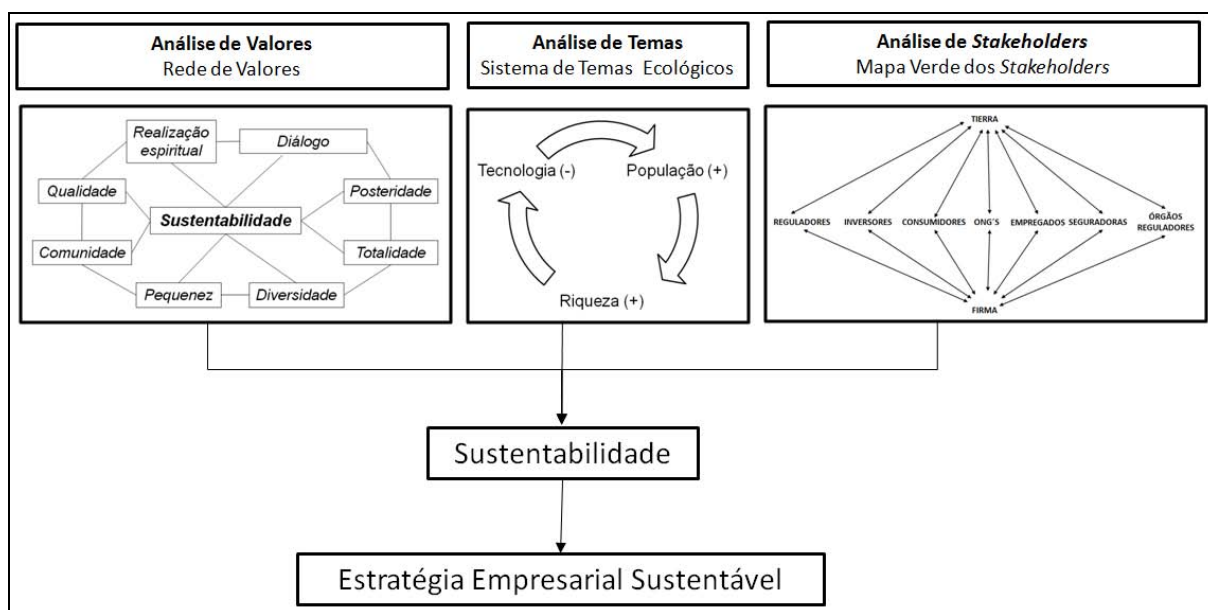 Análise de Valores
Rede de Valores
Análise de Temas
Sistema de Temas Ecológicos
Análise de Stakeholders
Mapa Verde dos Stakeholders
Realização
espiritual
Diálogo
Qualidade
Posteridade
Sustentabilidade
Comunidade
Totalidade
Pequenez
Diversidade
Tecnologia (-)
População (+)
Riqueza (+)
TIERRA
REGULADORES
INVERSORES
CONSUMIDORES
ONG´S
EMPREGADOS
SEGURADORAS
ÓRGÃOS
REGULADORES
FIRMA
Sustentabilidade
Estratégia Empresarial Sustentável